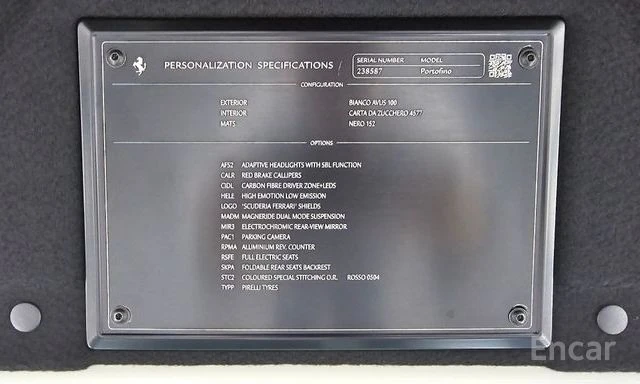 PERSONALIZATION SPECIFICATIONS
SERIAL NUMBER MODEL
238587 Portofino
CONFIGURATION
EXTERIOR BIANCO AVUS 100
INTERIOR CARTA DA ZUCCHERO 4577
MATS NERO 152
OPTIONS
AFS2 ADAPTIVE HEADLIGHTS WITH SBL FUNCTION
CALR RED BRAKE CALLIPERS
CIDL CARBON FIBRE DRIVER ZONE+LEDS
HELE HIGH EMOTION LOW EMISSION
LOGO 'SCUDERIA FERRARI' SHIELDS
MADM MAGNERIDE DUAL MODE SUSPENSION
MIR3 ELECTROCHROMIC REAR-VIEW MIRROR
PAC1 PARKING CAMERA
RPMA ALUMINIUM REV. COUNTER
RSFE FULL ELECTRIC SEATS
SKPA FOLDABLE REAR SEATS BACKREST
STC2 COLOURED SPECIAL STITCHING O.R. ROSSO 0504
TYPP PIRELLI TYRES
Encar